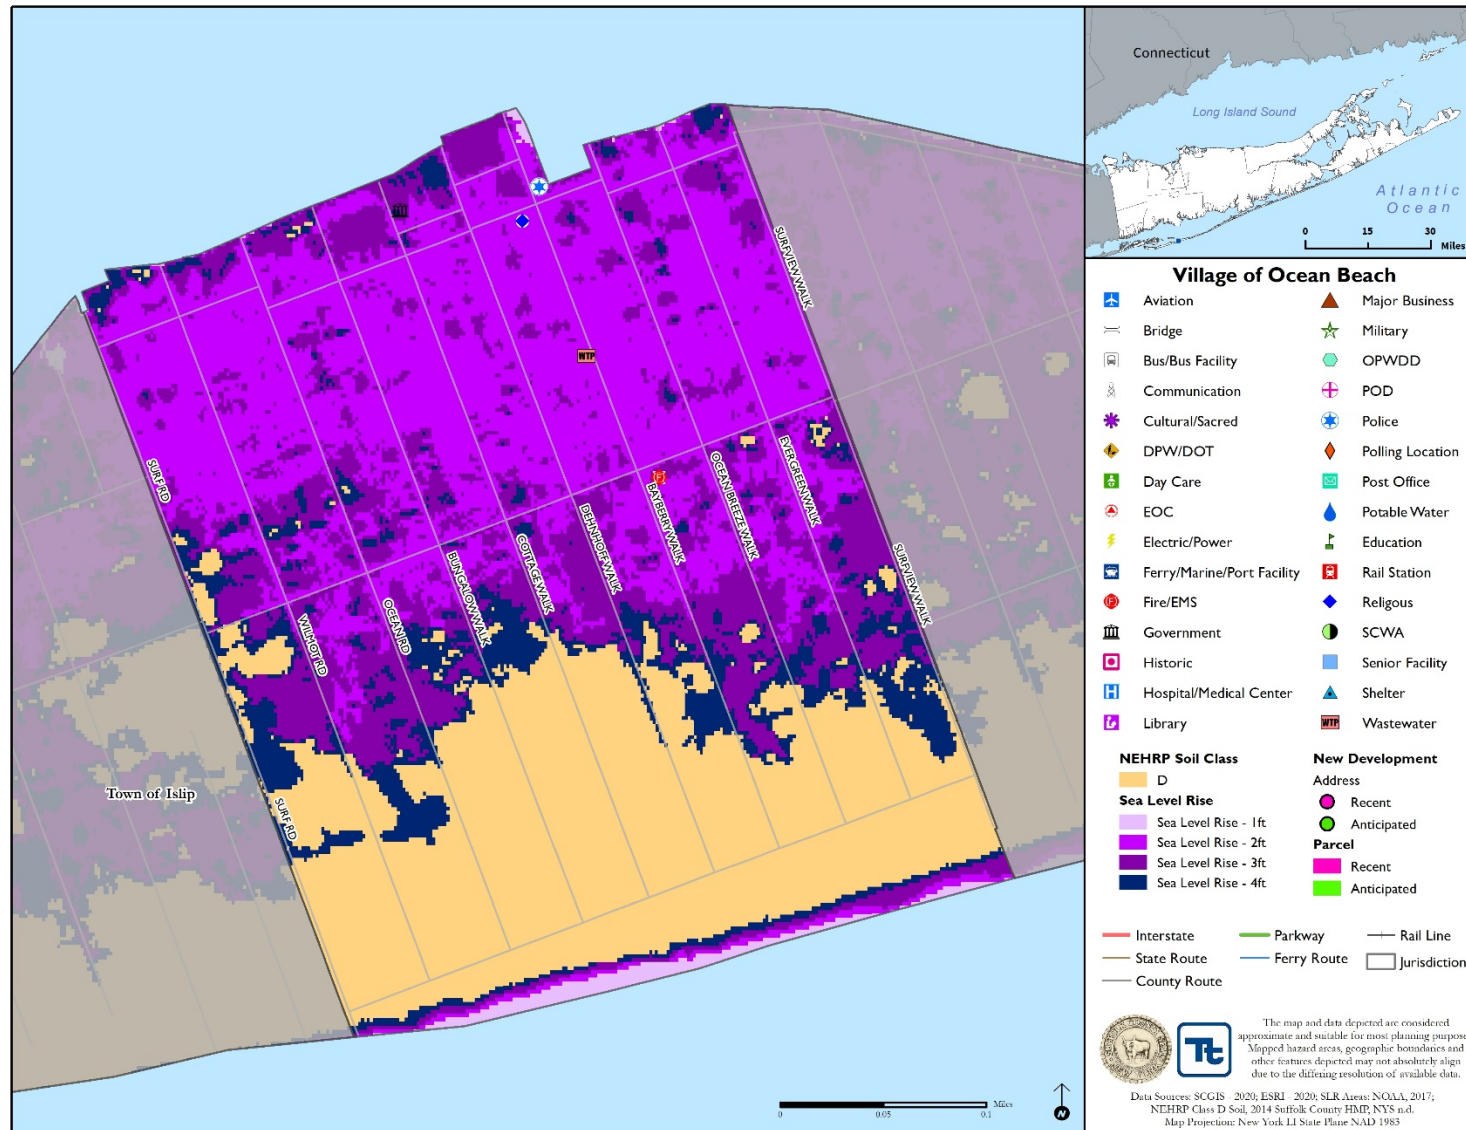 Connecticut
Long Island Sound
Atlantic
Ocean
0 15 30
Miles
SURFVIEW WALK
WTP
SURF RD
EVERGREEN WALK
OCEAN BREEZE WALK
BAYBERRY WALK
DEHNHOFF WALK
COTTAGE WALK
BUNGALOW WALK
OCEAN RD
WILMOT RD
SURFVIEW WALK
Town of Islip
SURF RD
0 0.05 0.1
Miles
N
Village of Ocean Beach
Aviation
Bridge
Bus/Bus Facility
Communication
Cultural/Sacred
DPW/DOT
Day Care
EOC
Electric/Power
Ferry/Marine/Port Facility
Fire/EMS
Government
Historic
Hospital/Medical Center
Library
Major Business
Military
OPWDD
POD
Police
Polling Location
Post Office
Potable Water
Education
Rail Station
Religous
SCWA
Senior Facility
Shelter
WTP Wastewater
NEHRP Soil Class
D
Sea Level Rise
Sea Level Rise - 1ft
Sea Level Rise - 2ft
Sea Level Rise - 3ft
Sea Level Rise - 4ft
New Development
Address
Recent
Anticipated
Parcel
Recent
Anticipated
Interstate
State Route
County Route
Parkway
Ferry Route
Rail Line
Jurisdiction
Tt
The map and data depicted are considered
approximate and suitable for most planning purpose
Mapped hazard areas, geographic boundaries and
other features depicted may not absolutely align
due to the differing resolution of available data.
Data Sources: SCGIS - 2020; ESRI - 2020; SLR Areas: NOAA, 2017;
NEHRP Class D Soil, 2014 Suffolk County HMP, NYS n.d.
Map Projection: New York LI State Plane NAD 1983